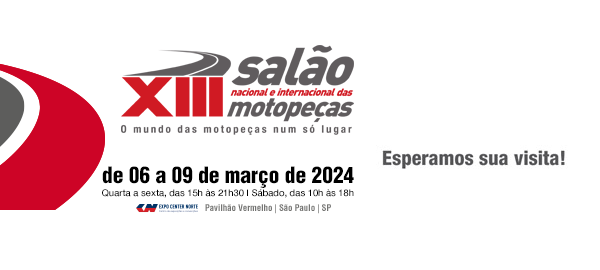 XIII salão
nacional e internacional das
motopeças
O mundo das motopeças num só lugar
de 06 a 09 de março de 2024
Quarta a sexta, das 15h às 21h30 | Sábado, das 10h às 18h
EXPO CENTER NORTE
Pavilhão Vermelho | São Paulo | SP
Esperamos sua visita!